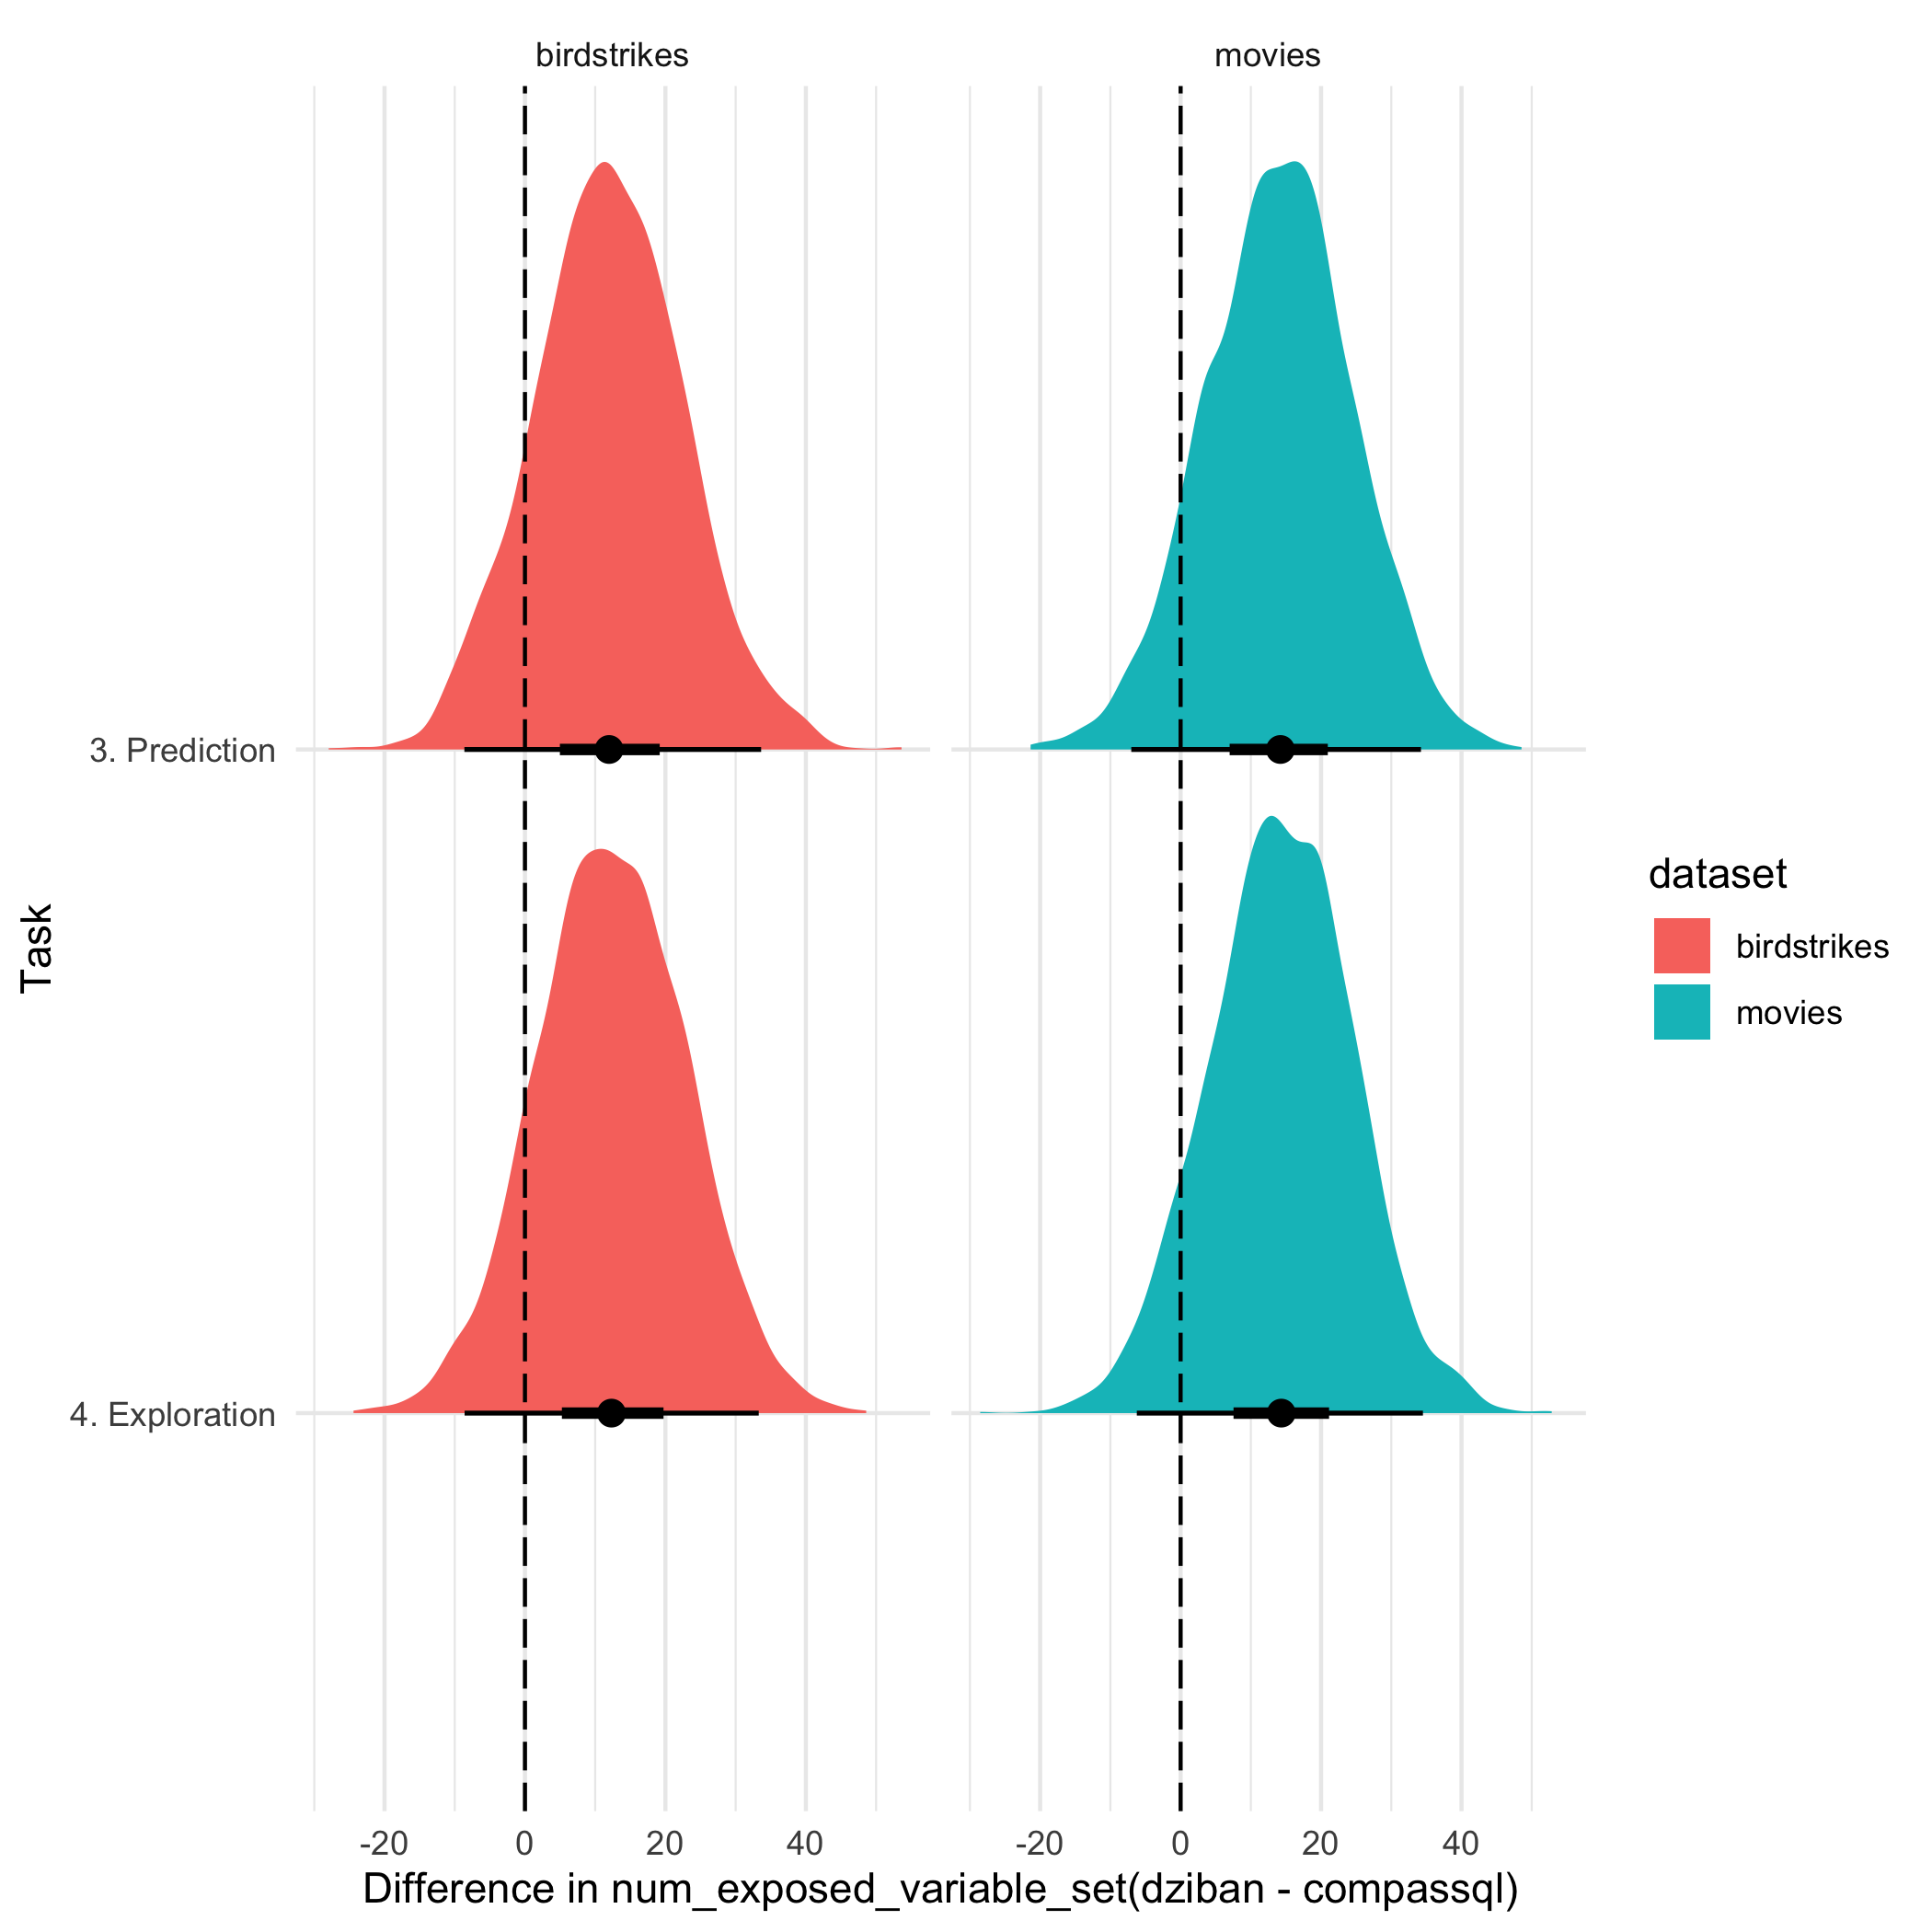 birdstrikes movies
3. Prediction
Task
4. Exploration
dataset
birdstrikes
movies
-20 0 20 40 -20 0 20 40
Difference in num_exposed_variable_set(dziban - compassql)